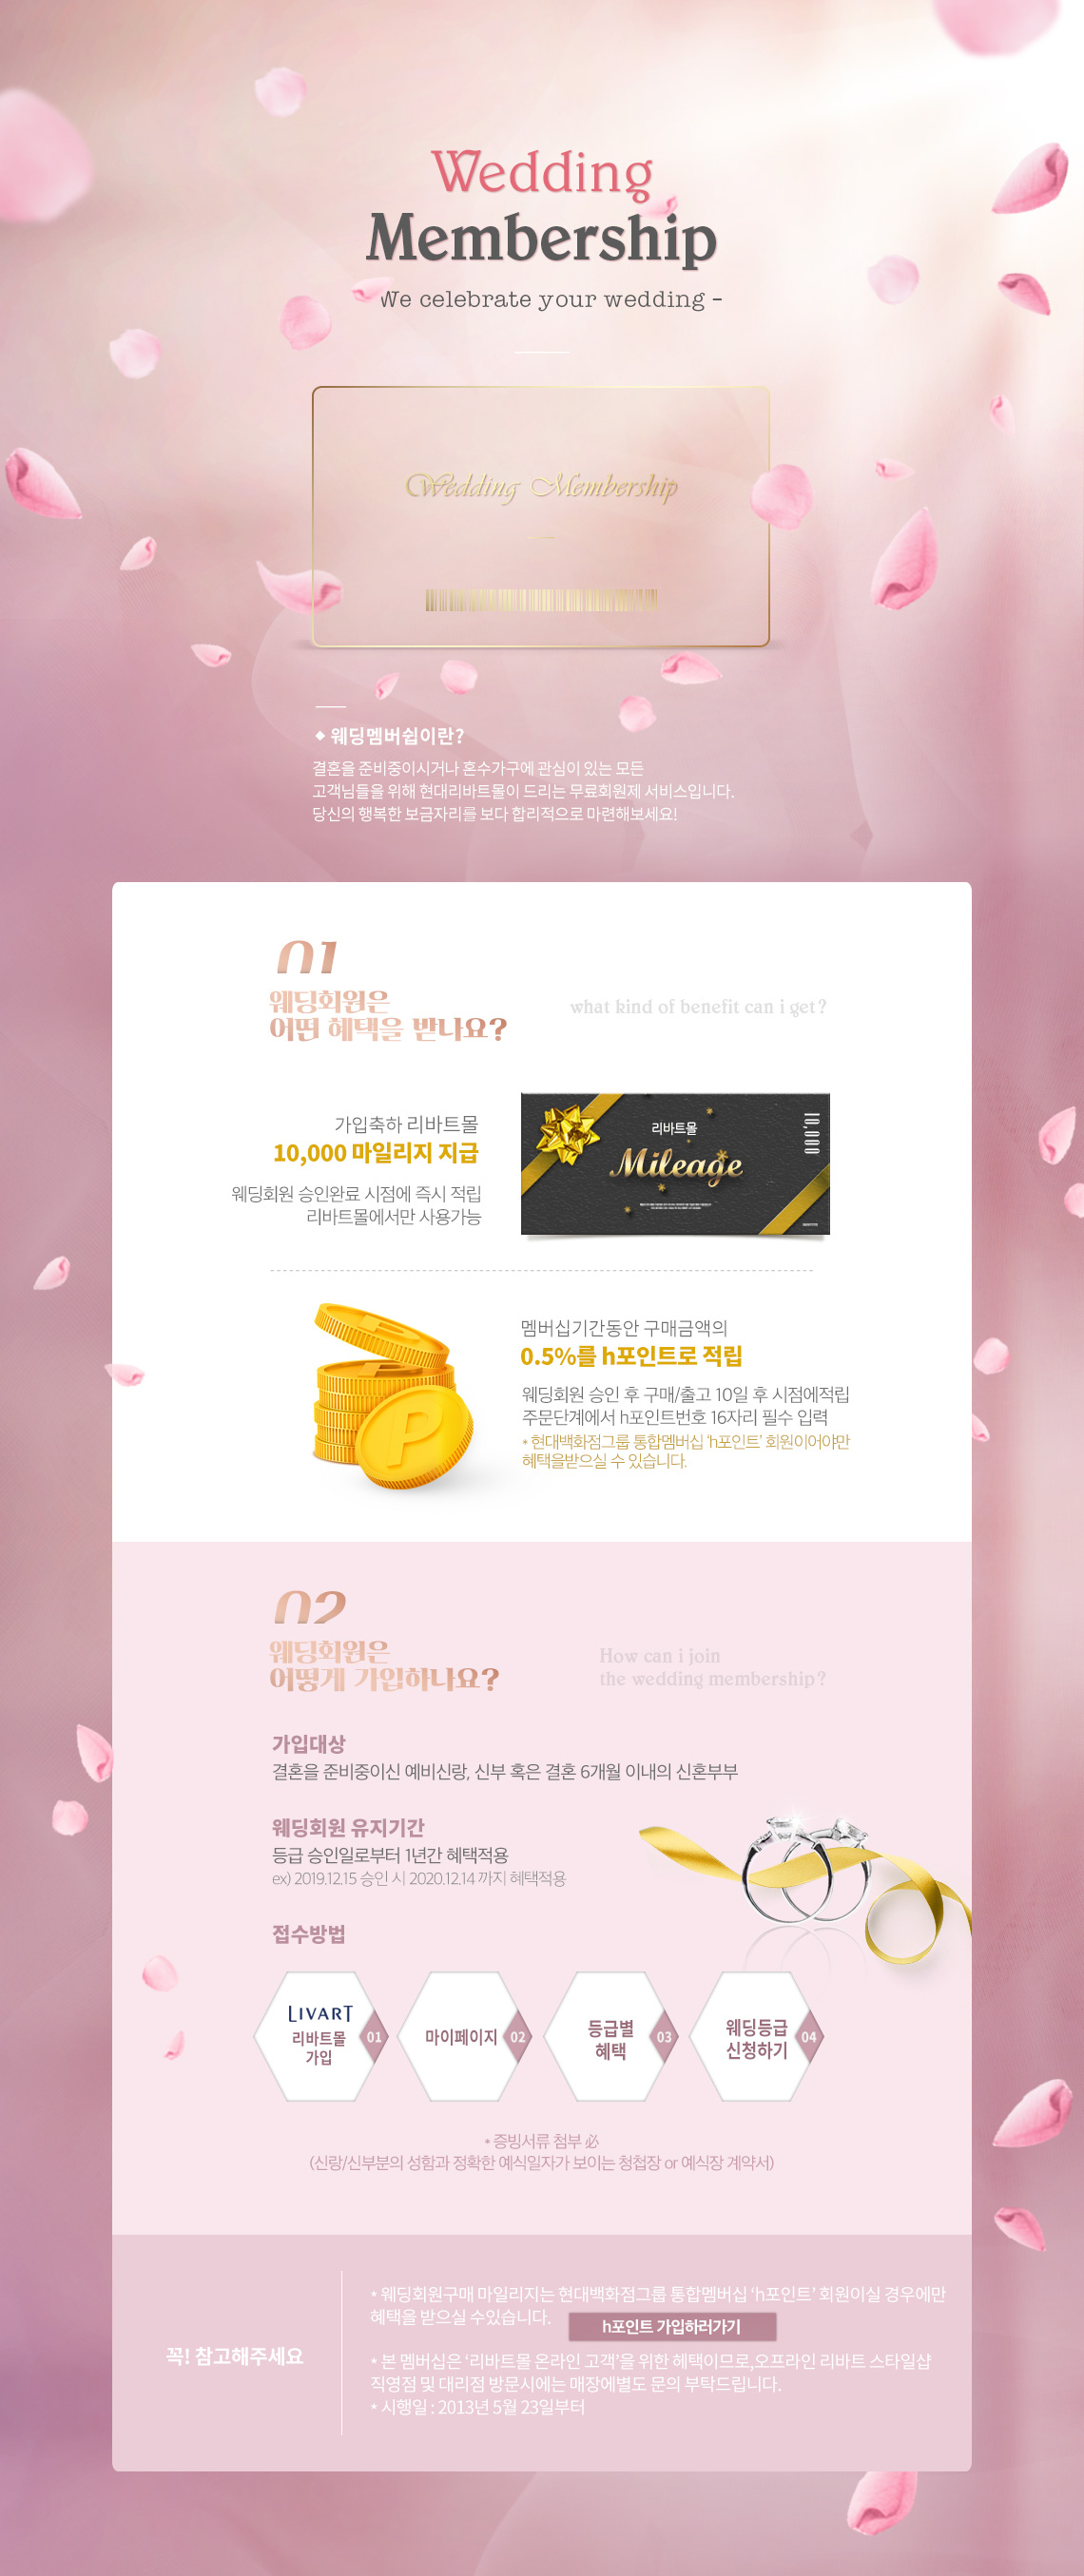 Wedding
Membership
We celebrate your wedding -
Wedding Membership
◆ 웨딩멤버쉽이란?
결혼을 준비중이시거나 혼수가구에 관심이 있는 모든
고객님들을 위해 현대리바트몰이 드리는 무료회원제 서비스입니다.
당신의 행복한 보금자리를 보다 합리적으로 마련해보세요!
01
웨딩회원은
어떤 혜택을 받나요?
what kind of benefit can i get?
가입축하 리바트몰
10,000 마일리지 지급
웨딩회원 승인완료 시점에 즉시 적립
리바트몰에서만 사용가능
리바트몰
Mileage
10,000
멤버십기간동안 구매금액의
0.5%를 h포인트로 적립
웨딩회원 승인 후 구매/출고 10일 후 시점에적립
주문단계에서 h포인트번호 16자리 필수 입력
* 현대백화점그룹 통합멤버십 ‘h포인트’ 회원이어야만
혜택을받으실 수 있습니다.
P
P
02
웨딩회원은
어떻게 가입하나요?
How can i join
the wedding membership?
가입대상
결혼을 준비중이신 예비신랑, 신부 혹은 결혼 6개월 이내의 신혼부부
웨딩회원 유지기간
등급 승인일로부터 1년간 혜택적용
ex) 2019.12.15 승인 시 2020.12.14 까지 혜택적용
접수방법
LIVART
리바트몰
가입
01
마이페이지
02
등급별
혜택
03
웨딩등급
신청하기
04
* 증빙서류 첨부 必
(신랑/신부분의 성함과 정확한 예식일자가 보이는 청첩장 or 예식장 계약서)
꼭! 참고해주세요
* 웨딩회원구매 마일리지는 현대백화점그룹 통합멤버십 ‘h포인트’ 회원이실 경우에만
혜택을 받으실 수있습니다.
h포인트 가입하러가기
* 본 멤버십은 ‘리바트몰 온라인 고객’을 위한 혜택이므로,오프라인 리바트 스타일샵
직영점 및 대리점 방문시에는 매장에별도 문의 부탁드립니다.
* 시행일 : 2013년 5월 23일부터